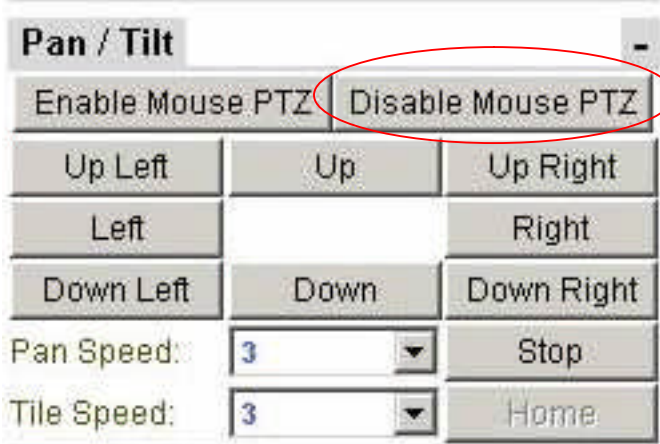 Pan / Tilt -
Enable Mouse PTZ Disable Mouse PTZ
Up Left Up Up Right
Left Right
Down Left Down Down Right
Pan Speed: 3 Stop
Tile Speed: 3 Home